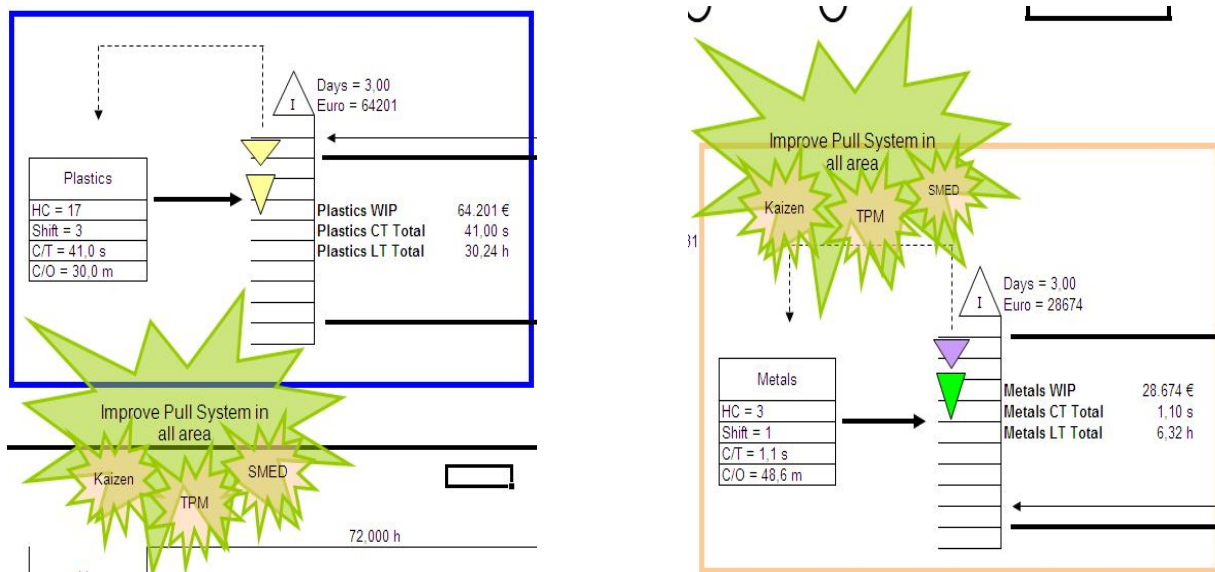 I
Days = 3,00
Euro = 64201
Plastics
HC = 17
Shift = 3
C/T = 41,0 s
C/O = 30,0 m
Plastics WIP 64.201 €
Plastics CT Total 41,00 s
Plastics LT Total 30,24 h
Improve Pull System in
all area
Kaizen
TPM
SMED
72,000 h
Improve Pull System in
all area
Kaizen
TPM
SMED
31
I
Days = 3,00
Euro = 28674
Metals
HC = 3
Shift = 1
C/T = 1,1 s
C/O = 48,6 m
Metals WIP 28.674 €
Metals CT Total 1,10 s
Metals LT Total 6,32 h